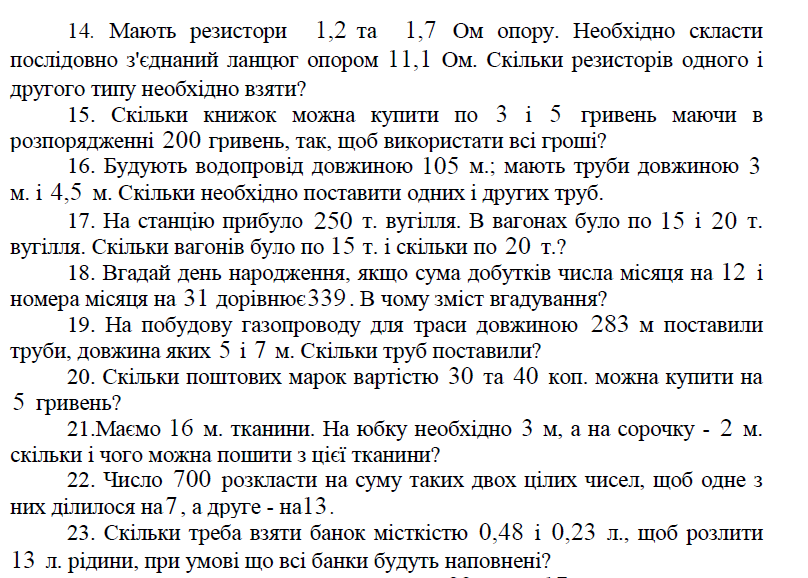 14. Мають резистори 1,2 та 1,7 Ом опору. Необхідно скласти
послідовно з'єднаний ланцюг опором 11,1 Ом. Скільки резисторів одного і
другого типу необхідно взяти?
15. Скільки книжок можна купити по 3 і 5 гривень маючи в
розпорядженні 200 гривень, так, щоб використати всі гроші?
16. Будують водопровід довжиною 105 м.; мають труби довжиною 3
м. і 4,5 м. Скільки необхідно поставити одних і других труб.
17. На станцію прибуло 250 т. вугілля. В вагонах було по 15 і 20 т.
вугілля. Скільки вагонів було по 15 т. і скільки по 20 т.?
18. Вгадай день народження, якщо сума добутків числа місяця на 12 і
номера місяця на 31 дорівнює339. В чому зміст вгадування?
19. На побудову газопроводу для траси довжиною 283 м поставили
труби, довжина яких 5 і 7 м. Скільки труб поставили?
20. Скільки поштових марок вартістю 30 та 40 коп. можна купити на
5 гривень?
21.Маємо 16 м. тканини. На юбку необхідно 3 м, а на сорочку - 2 м.
скільки і чого можна пошити з цієї тканини?
22. Число 700 розкласти на суму таких двох цілих чисел, щоб одне з
них ділилося на7, а друге - на13.
23. Скільки треба взяти банок місткістю 0,48 і 0,23 л., щоб розлити
13 л. рідини, при умові що всі банки будуть наповнені?